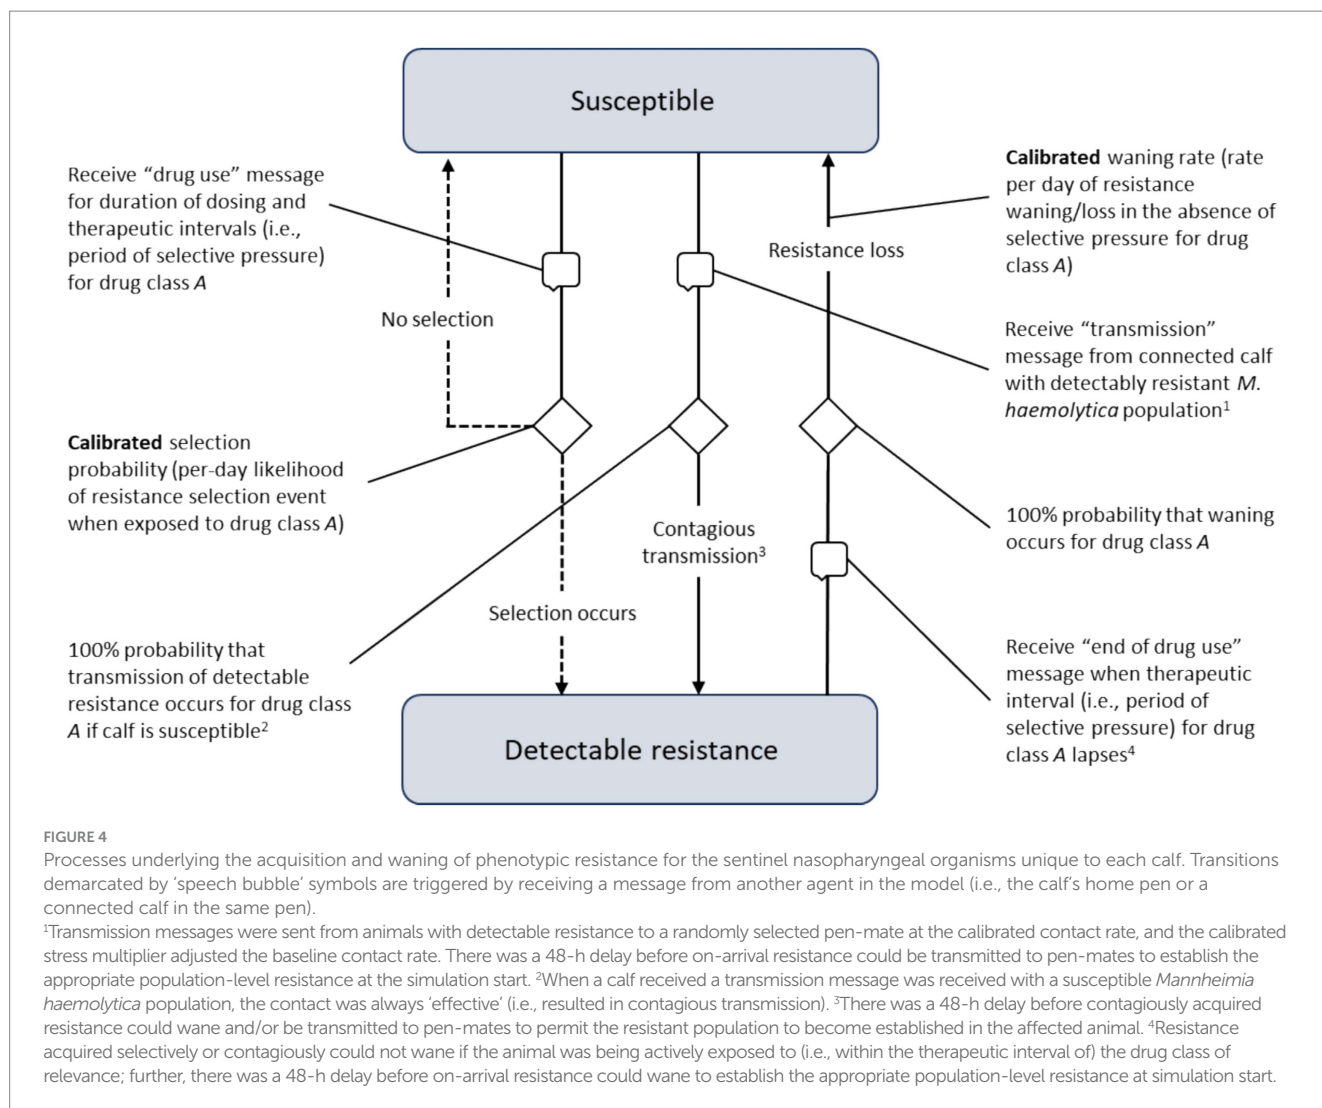 Susceptible
Receive “drug use” message
for duration of dosing and
therapeutic intervals (i.e.,
period of selective pressure)
for drug class A
No selection
Resistance loss
Calibrated waning rate (rate
per day of resistance
waning/loss in the absence of
selective pressure for drug
class A)
Receive “transmission”
message from connected calf
with detectably resistant M.
haemolytica population¹
Calibrated selection
probability (per-day likelihood
of resistance selection event
when exposed to drug class A)
Contagious
transmission³
100% probability that waning
occurs for drug class A
Selection occurs
100% probability that
transmission of detectable
resistance occurs for drug class
A if calf is susceptible²
Receive “end of drug use”
message when therapeutic
interval (i.e., period of
selective pressure) for drug
class A lapses⁴
Detectable resistance
FIGURE 4
Processes underlying the acquisition and waning of phenotypic resistance for the sentinel nasopharyngeal organisms unique to each calf. Transitions
demarcated by ‘speech bubble’ symbols are triggered by receiving a message from another agent in the model (i.e., the calf’s home pen or a
connected calf in the same pen).
¹Transmission messages were sent from animals with detectable resistance to a randomly selected pen-mate at the calibrated contact rate, and the calibrated
stress multiplier adjusted the baseline contact rate. There was a 48-h delay before on-arrival resistance could be transmitted to pen-mates to establish the
appropriate population-level resistance at the simulation start. ²When a calf received a transmission message was received with a susceptible Mannheimia
haemolytica population, the contact was always ‘effective’ (i.e., resulted in contagious transmission). ³There was a 48-h delay before contagiously acquired
resistance could wane and/or be transmitted to pen-mates to permit the resistant population to become established in the affected animal. ⁴Resistance
acquired selectively or contagiously could not wane if the animal was being actively exposed to (i.e., within the therapeutic interval of) the drug class of
relevance; further, there was a 48-h delay before on-arrival resistance could wane to establish the appropriate population-level resistance at simulation start.